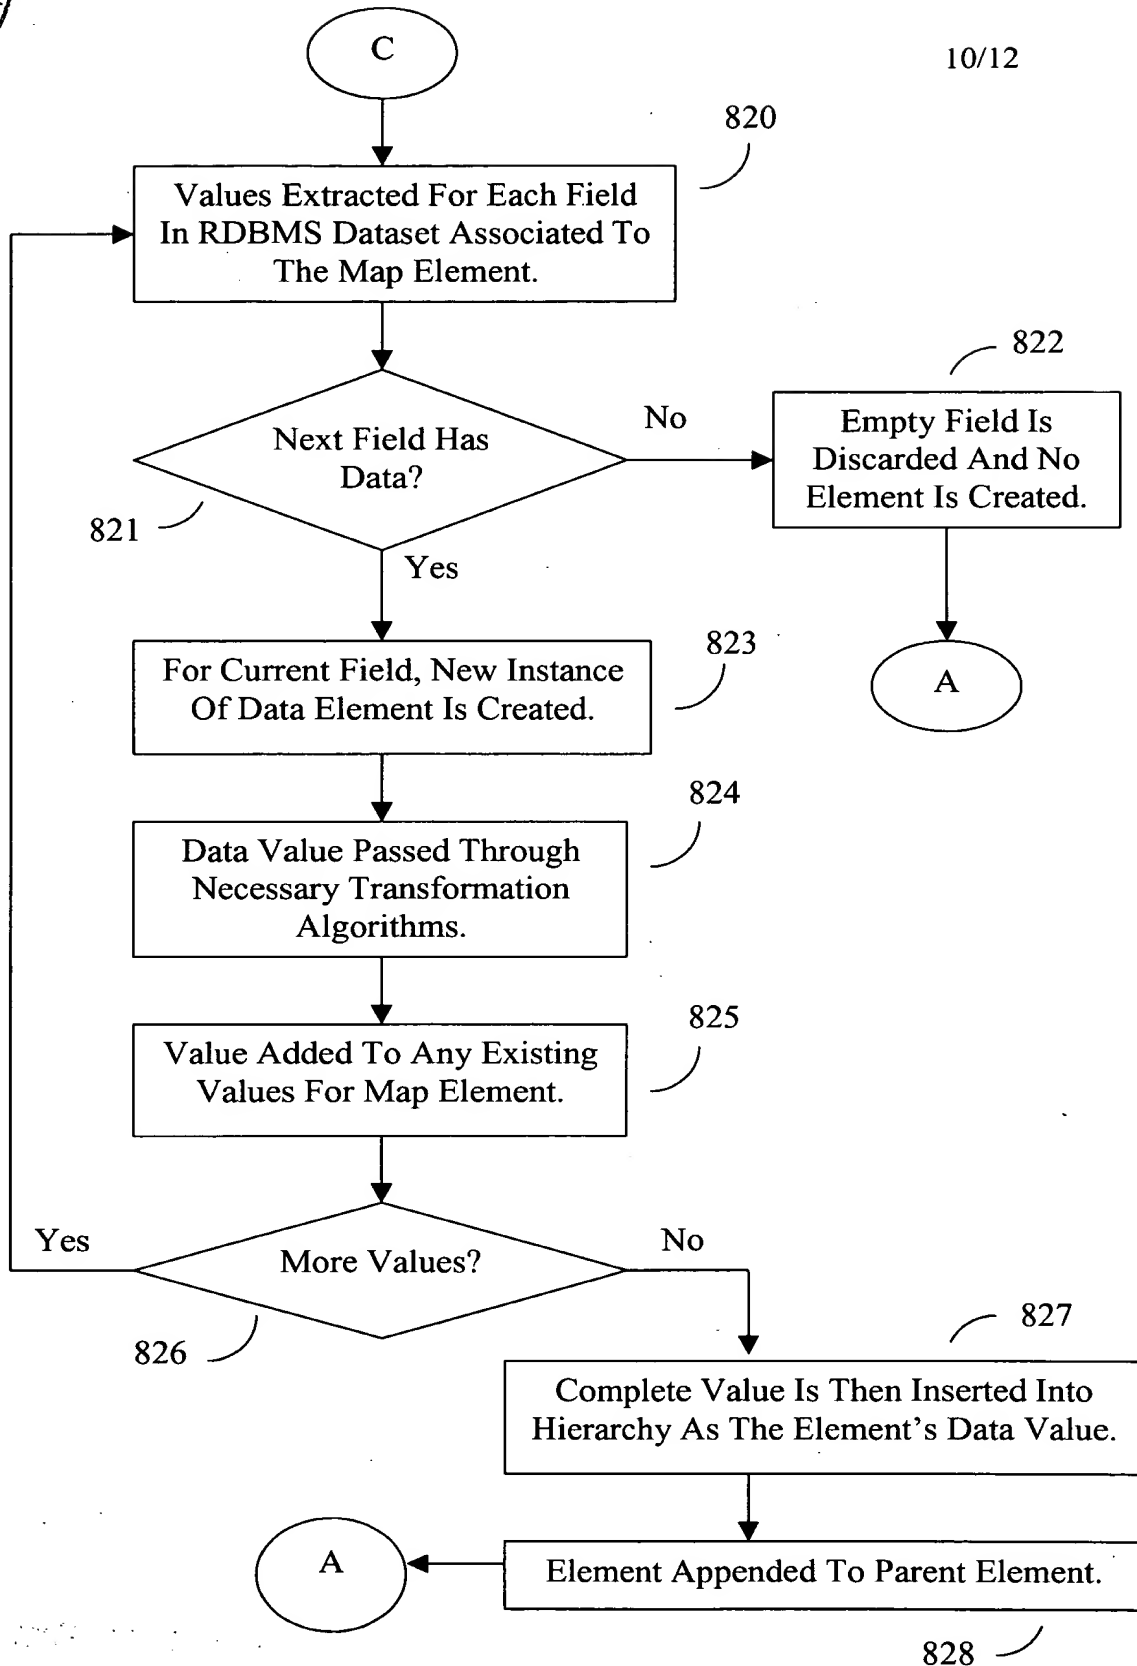 C
10/12
820
Values Extracted For Each Field
In RDBMS Dataset Associated To
The Map Element.
822
No
Empty Field Is
Discarded And No
Element Is Created.
Next Field Has
Data?
821
Yes
823
For Current Field, New Instance
Of Data Element Is Created.
A
824
Data Value Passed Through
Necessary Transformation
Algorithms.
825
Value Added To Any Existing
Values For Map Element.
Yes
More Values?
No
826
827
Complete Value Is Then Inserted Into
Hierarchy As The Element's Data Value.
A
Element Appended To Parent Element.
828